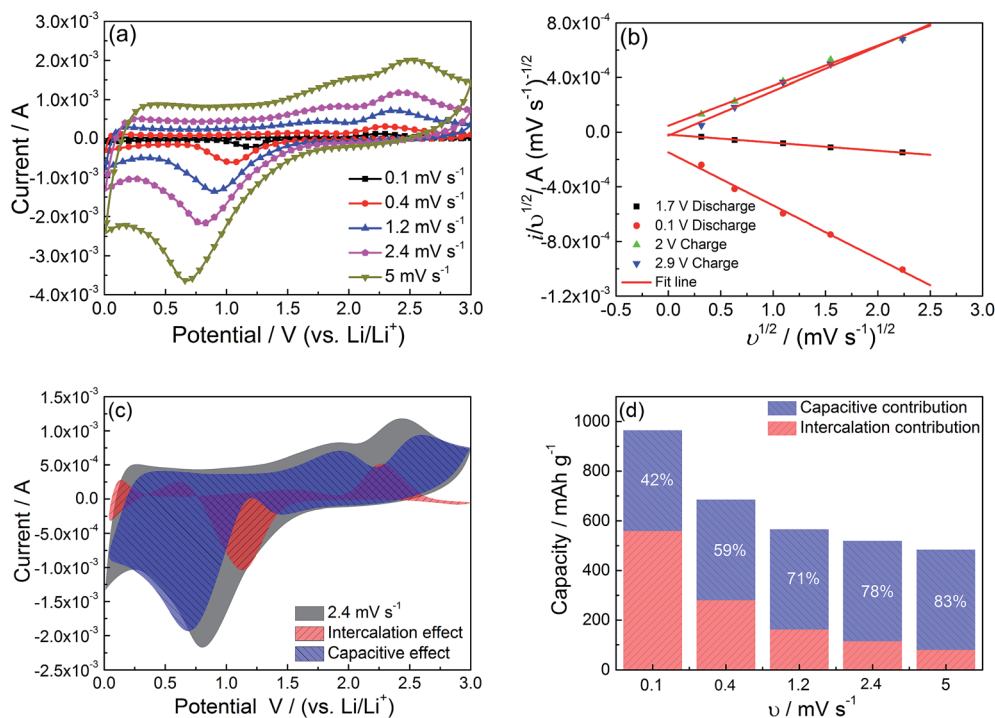 (a)
3.0x10⁻³
2.0x10⁻³
1.0x10⁻³
0.0
-1.0x10⁻³
-2.0x10⁻³
-3.0x10⁻³
-4.0x10⁻³
Current / A
0.0 0.5 1.0 1.5 2.0 2.5 3.0
Potential / V (vs. Li/Li⁺)
0.1 mV s⁻¹
0.4 mV s⁻¹
1.2 mV s⁻¹
2.4 mV s⁻¹
5 mV s⁻¹
(b)
8.0x10⁻⁴
4.0x10⁻⁴
0.0
-4.0x10⁻⁴
-8.0x10⁻⁴
-1.2x10⁻³
i/υ¹ᐟ²/ A (mV s⁻¹)⁻¹ᐟ²
-0.5 0.0 0.5 1.0 1.5 2.0 2.5 3.0
υ¹ᐟ² / (mV s⁻¹)¹ᐟ²
1.7 V Discharge
0.1 V Discharge
2 V Charge
2.9 V Charge
Fit line
(c)
1.5x10⁻³
1.0x10⁻³
5.0x10⁻⁴
0.0
-5.0x10⁻⁴
-1.0x10⁻³
-1.5x10⁻³
-2.0x10⁻³
-2.5x10⁻³
Current / A
0.0 0.5 1.0 1.5 2.0 2.5 3.0
Potential V / (vs. Li/Li⁺)
2.4 mV s⁻¹
Intercalation effect
Capacitive effect
(d)
Capacitive contribution
Intercalation contribution
1000
800
600
400
200
0
Capacity / mAh g⁻¹
42%
59%
71%
78%
83%
0.1 0.4 1.2 2.4 5
υ / mV s⁻¹